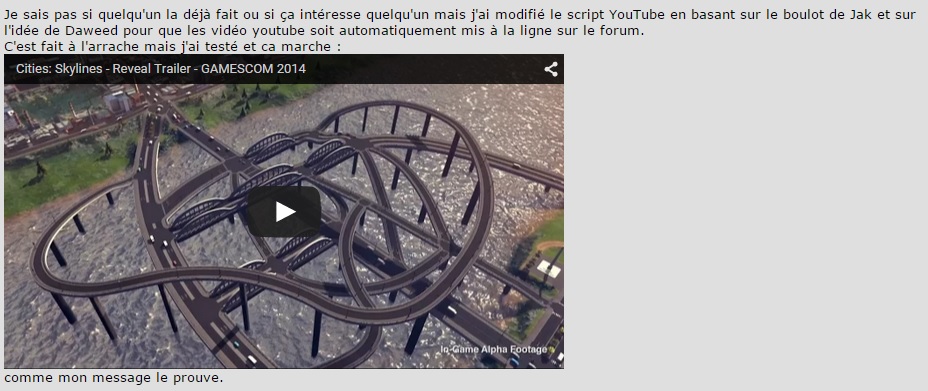 Je sais pas si quelqu'un la déjà fait ou si ça intéresse quelqu'un mais j'ai modifié le script YouTube en basant sur le boulot de Jak et sur
l'idée de Daweed pour que les vidéo youtube soit automatiquement mis à la ligne sur le forum.
C'est fait à l'arrache mais j'ai testé et ca marche :
Cities: Skylines - Reveal Trailer - GAMESCOM 2014
In-Game Alpha Footage
comme mon message le prouve.